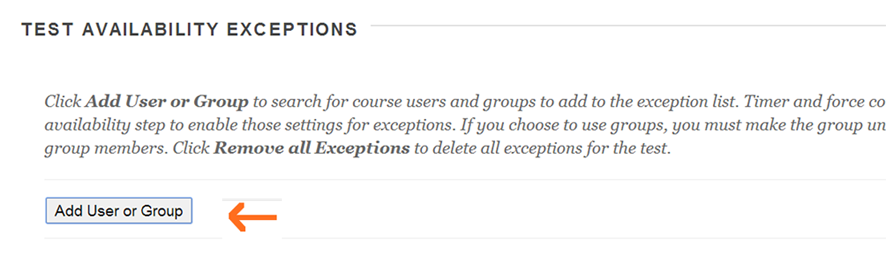 TEST AVAILABILITY EXCEPTIONS
Click Add User or Group to search for course users and groups to add to the exception list. Timer and force co
availability step to enable those settings for exceptions. If you choose to use groups, you must make the group un
group members. Click Remove all Exceptions to delete all exceptions for the test.
Add User or Group